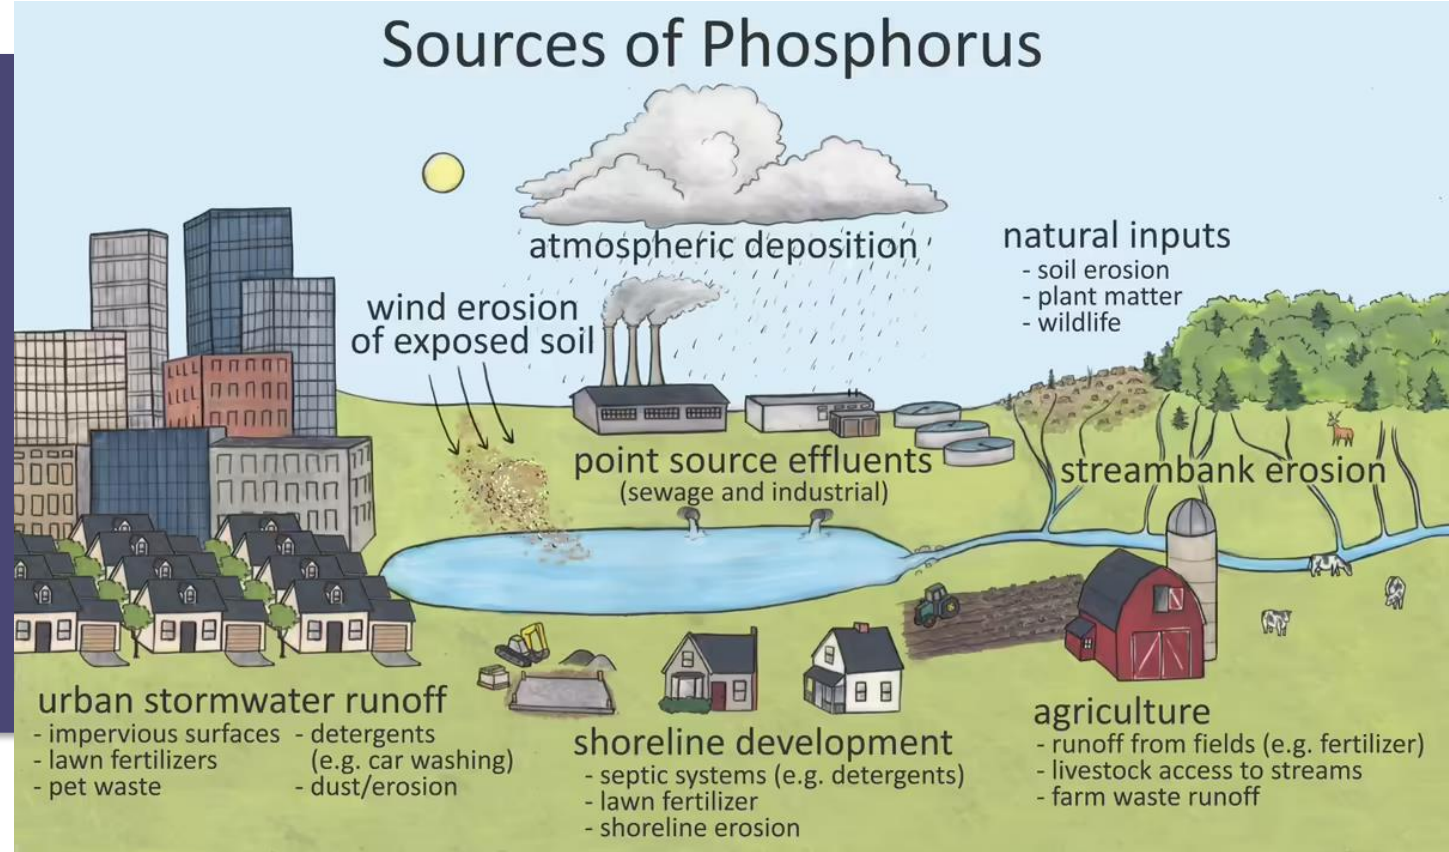 Sources of Phosphorus
atmospheric deposition
natural inputs
- soil erosion
- plant matter
- wildlife
wind erosion
of exposed soil
point source effluents
(sewage and industrial)
streambank erosion
urban stormwater runoff
- impervious surfaces
- lawn fertilizers
- pet waste
- detergents
(e.g. car washing)
- dust/erosion
shoreline development
- septic systems (e.g. detergents)
- lawn fertilizer
- shoreline erosion
agriculture
- runoff from fields (e.g. fertilizer)
- livestock access to streams
- farm waste runoff